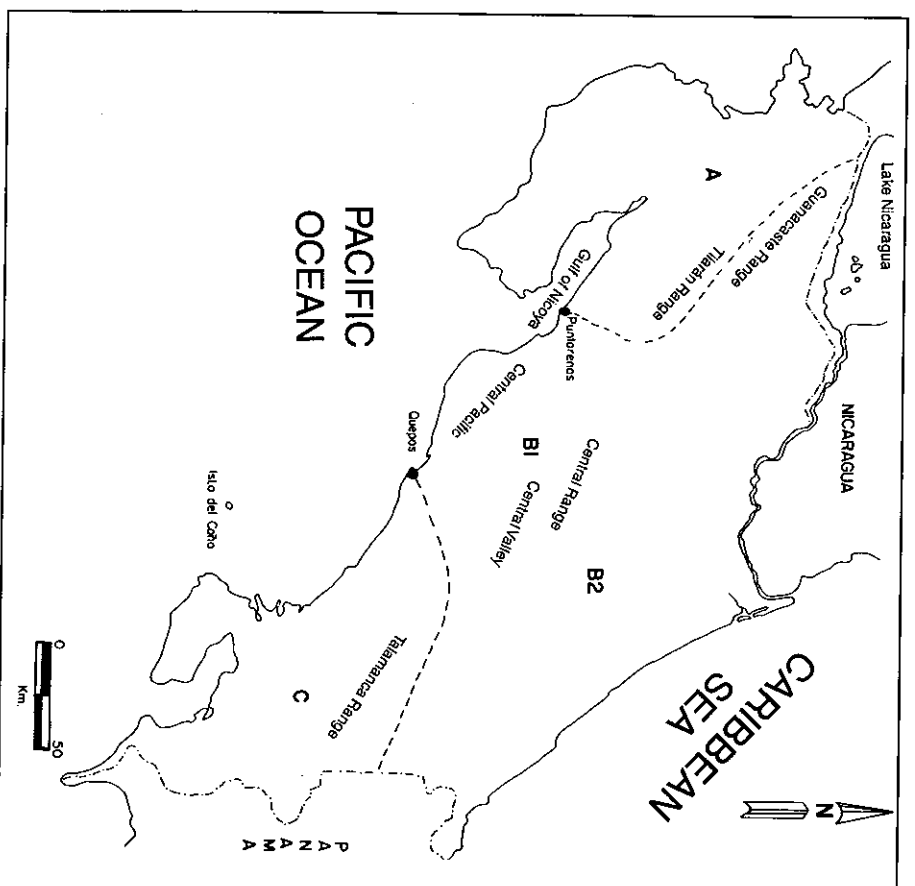 Lake Nicaragua
NICARAGUA
Guanacaste Range
Tilarán Range
A
Gulf of Nicoya
Puntarenas
PACIFIC
OCEAN
Central Pacific
B1
Central Range
Central Valley
B2
Quepos
Isla del Caño
CARIBBEAN
SEA
N
Talamanca Range
C
PANAMA
0 50
Km.